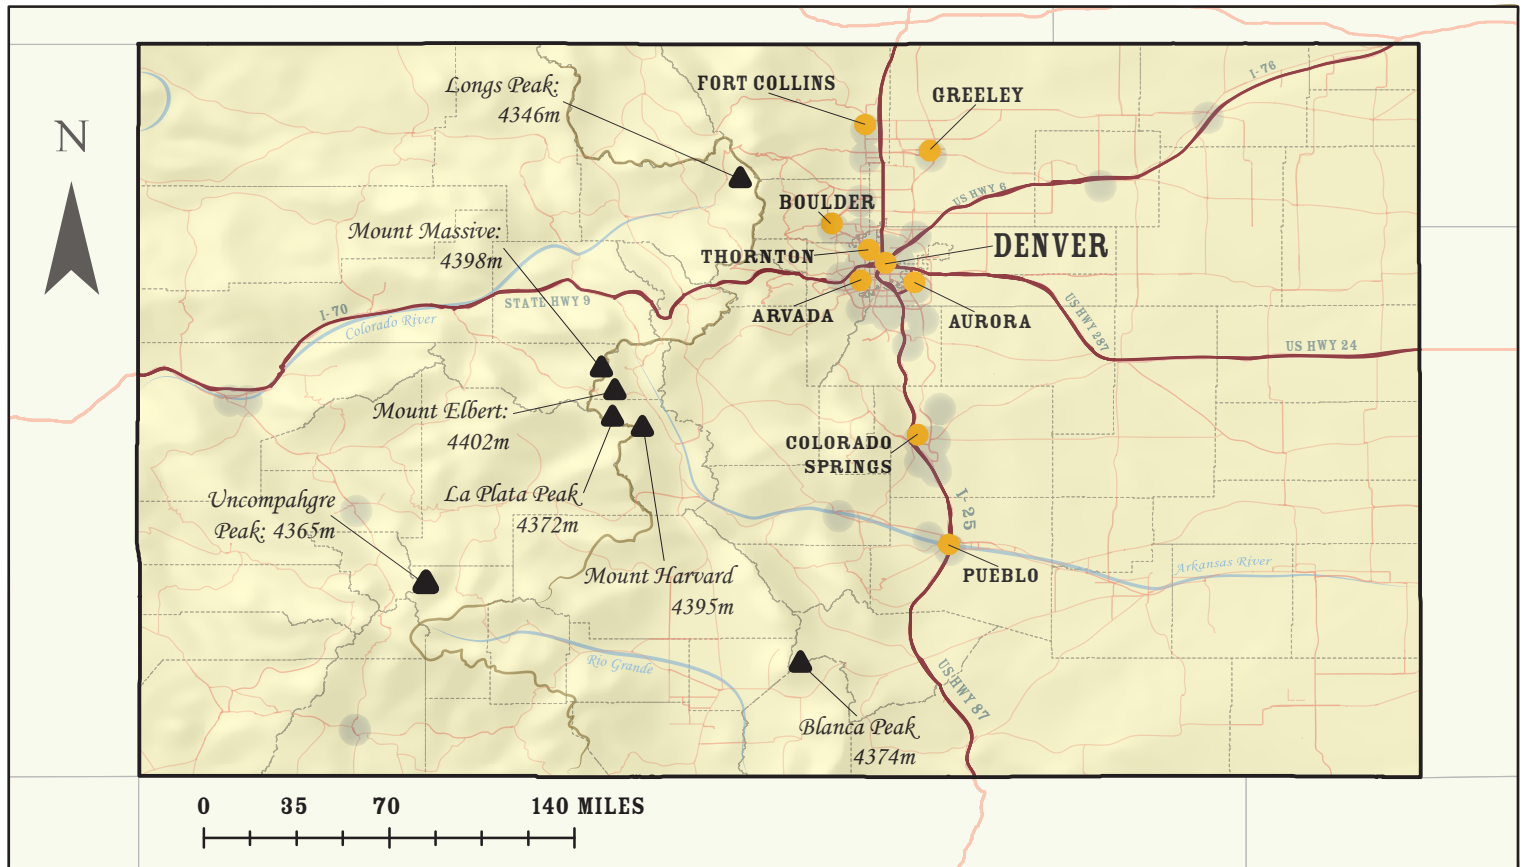 I-76
Longs Peak:
4346m
FORT COLLINS
GREELEY
N
US HWY 6
BOULDER
Mount Massive:
4398m
THORNTON
DENVER
I-70
Colorado River
STATE HWY 9
ARVADA
AURORA
US HWY 287
US HWY 24
Mount Elbert:
4402m
COLORADO
SPRINGS
La Plata Peak
4372m
Uncompahgre
Peak: 4365m
I-25
Mount Harvard
4395m
PUEBLO
Arkansas River
Rio Grande
US HWY 87
Blanca Peak
4374m
0 35 70 140 MILES